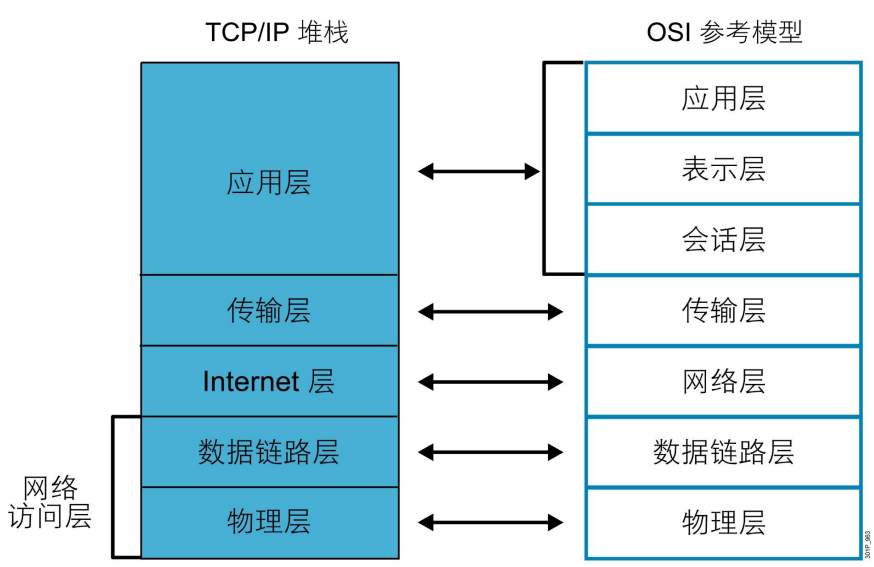 TCP/IP 堆栈
OSI 参考模型
应用层
应用层
表示层
会话层
传输层
传输层
Internet 层
网络层
网络
访问层
数据链路层
数据链路层
物理层
物理层
301P_963